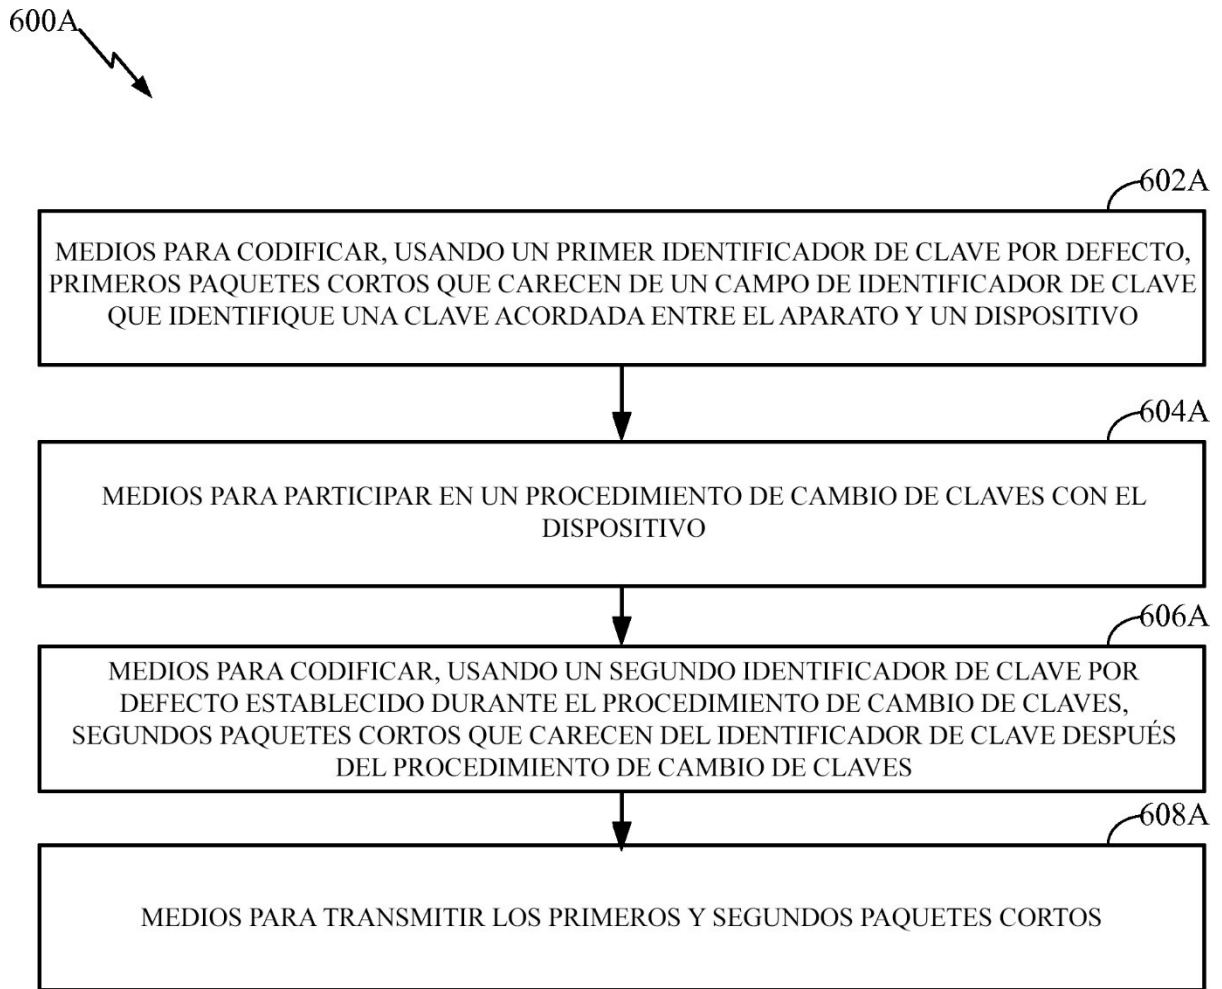 600A
602A
MEDIOS PARA CODIFICAR, USANDO UN PRIMER IDENTIFICADOR DE CLAVE POR DEFECTO,
PRIMEROS PAQUETES CORTOS QUE CARECEN DE UN CAMPO DE IDENTIFICADOR DE CLAVE
QUE IDENTIFIQUE UNA CLAVE ACORDADA ENTRE EL APARATO Y UN DISPOSITIVO
604A
MEDIOS PARA PARTICIPAR EN UN PROCEDIMIENTO DE CAMBIO DE CLAVES CON EL
DISPOSITIVO
606A
MEDIOS PARA CODIFICAR, USANDO UN SEGUNDO IDENTIFICADOR DE CLAVE POR
DEFECTO ESTABLECIDO DURANTE EL PROCEDIMIENTO DE CAMBIO DE CLAVES,
SEGUNDOS PAQUETES CORTOS QUE CARECEN DEL IDENTIFICADOR DE CLAVE DESPUÉS
DEL PROCEDIMIENTO DE CAMBIO DE CLAVES
608A
MEDIOS PARA TRANSMITIR LOS PRIMEROS Y SEGUNDOS PAQUETES CORTOS